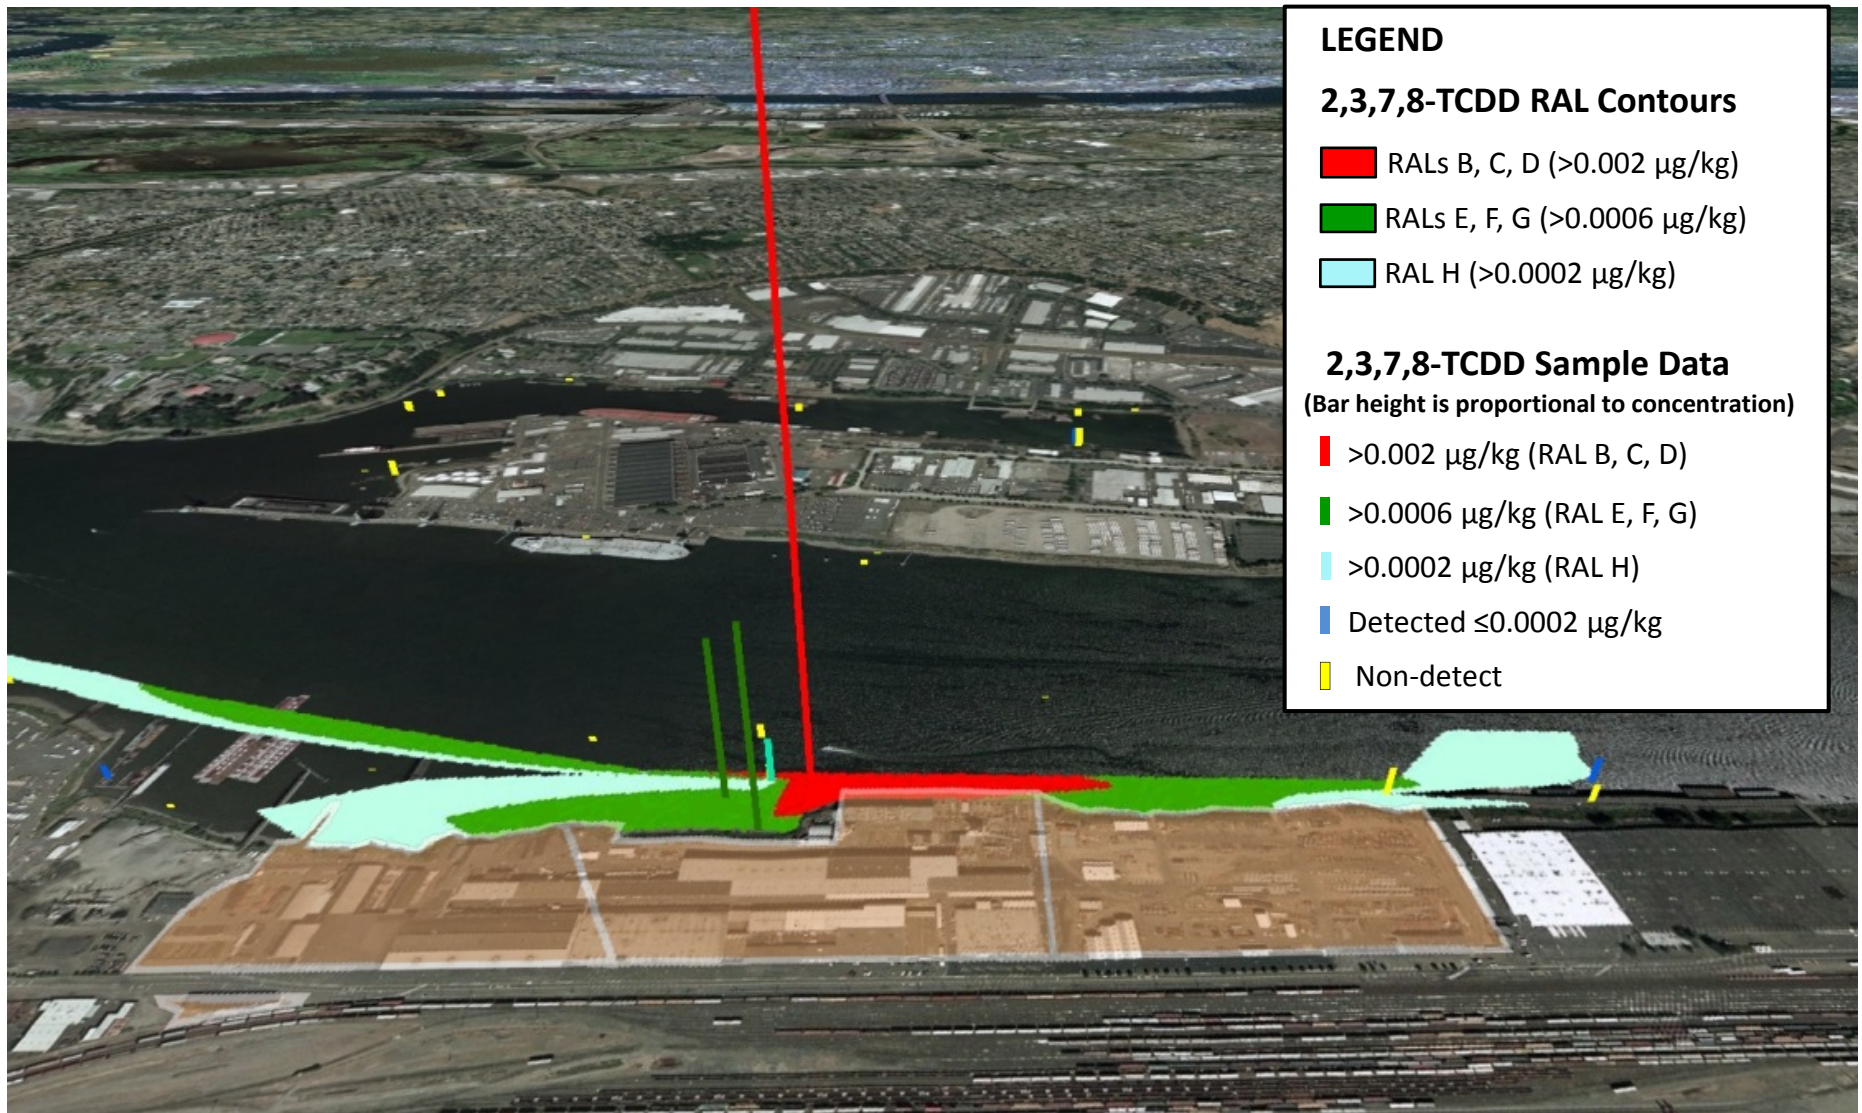 LEGEND
2,3,7,8-TCDD RAL Contours
RALs B, C, D (>0.002 µg/kg)
RALs E, F, G (>0.0006 µg/kg)
RAL H (>0.0002 µg/kg)
2,3,7,8-TCDD Sample Data
(Bar height is proportional to concentration)
>0.002 µg/kg (RAL B, C, D)
>0.0006 µg/kg (RAL E, F, G)
>0.0002 µg/kg (RAL H)
Detected ≤0.0002 µg/kg
Non-detect